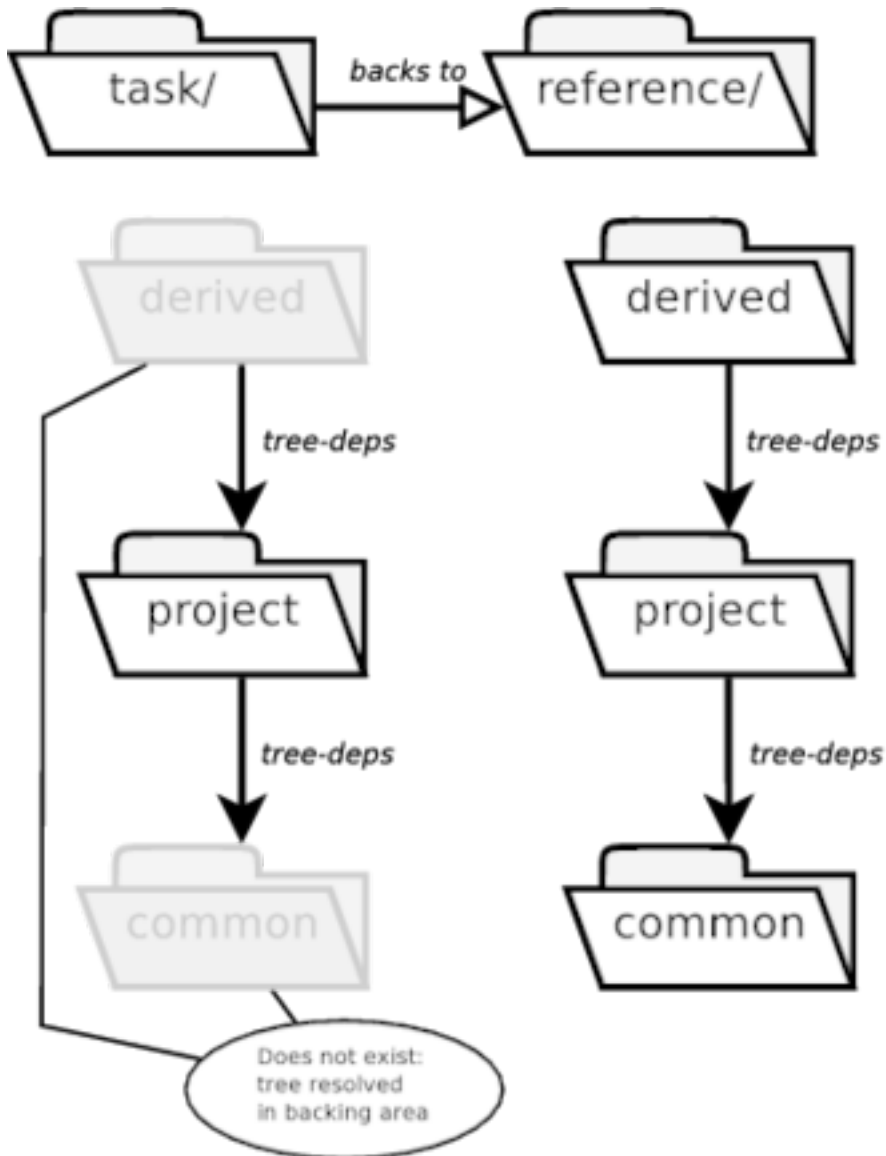 task/
backs to
reference/
derived
derived
tree-deps
tree-deps
project
project
tree-deps
tree-deps
common
common
Does not exist:
tree resolved
in backing area